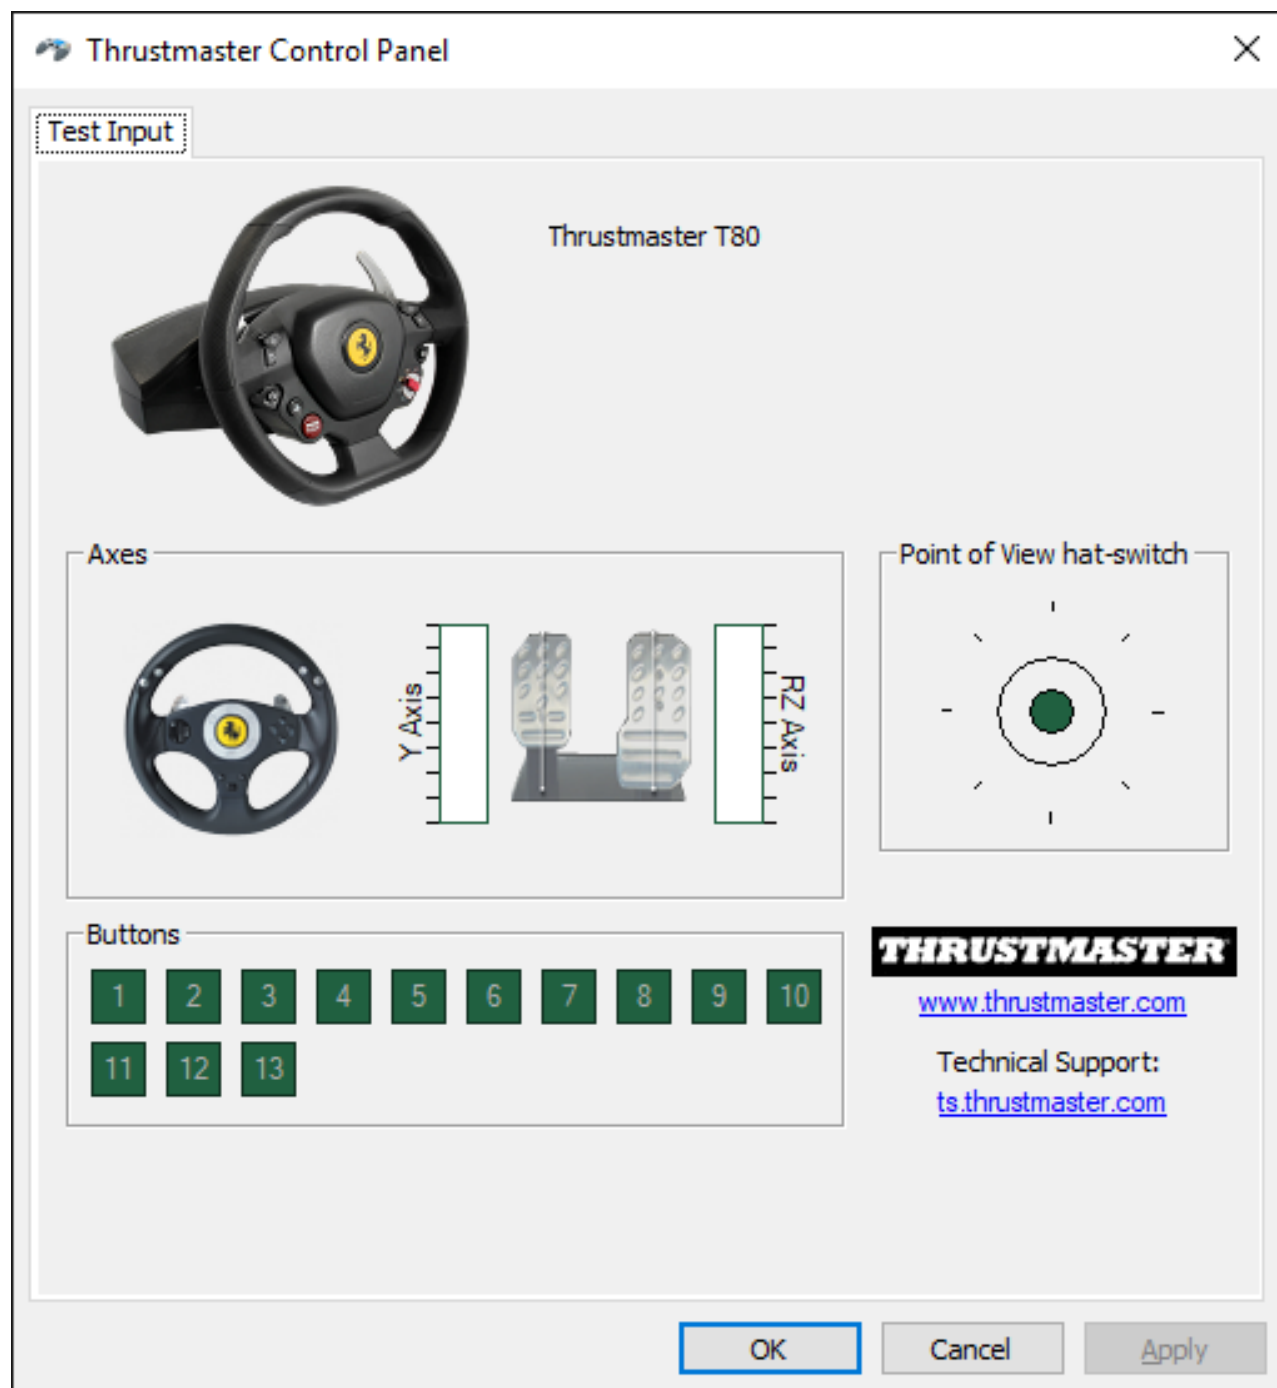 Thrustmaster Control Panel
Test Input
Thrustmaster T80
Axes
Y Axis
RZ Axis
Point of View hat-switch
Buttons
1 2 3 4 5 6 7 8 9 10
11 12 13
THRUSTMASTER
www.thrustmaster.com
Technical Support:
ts.thrustmaster.com
OK Cancel Apply